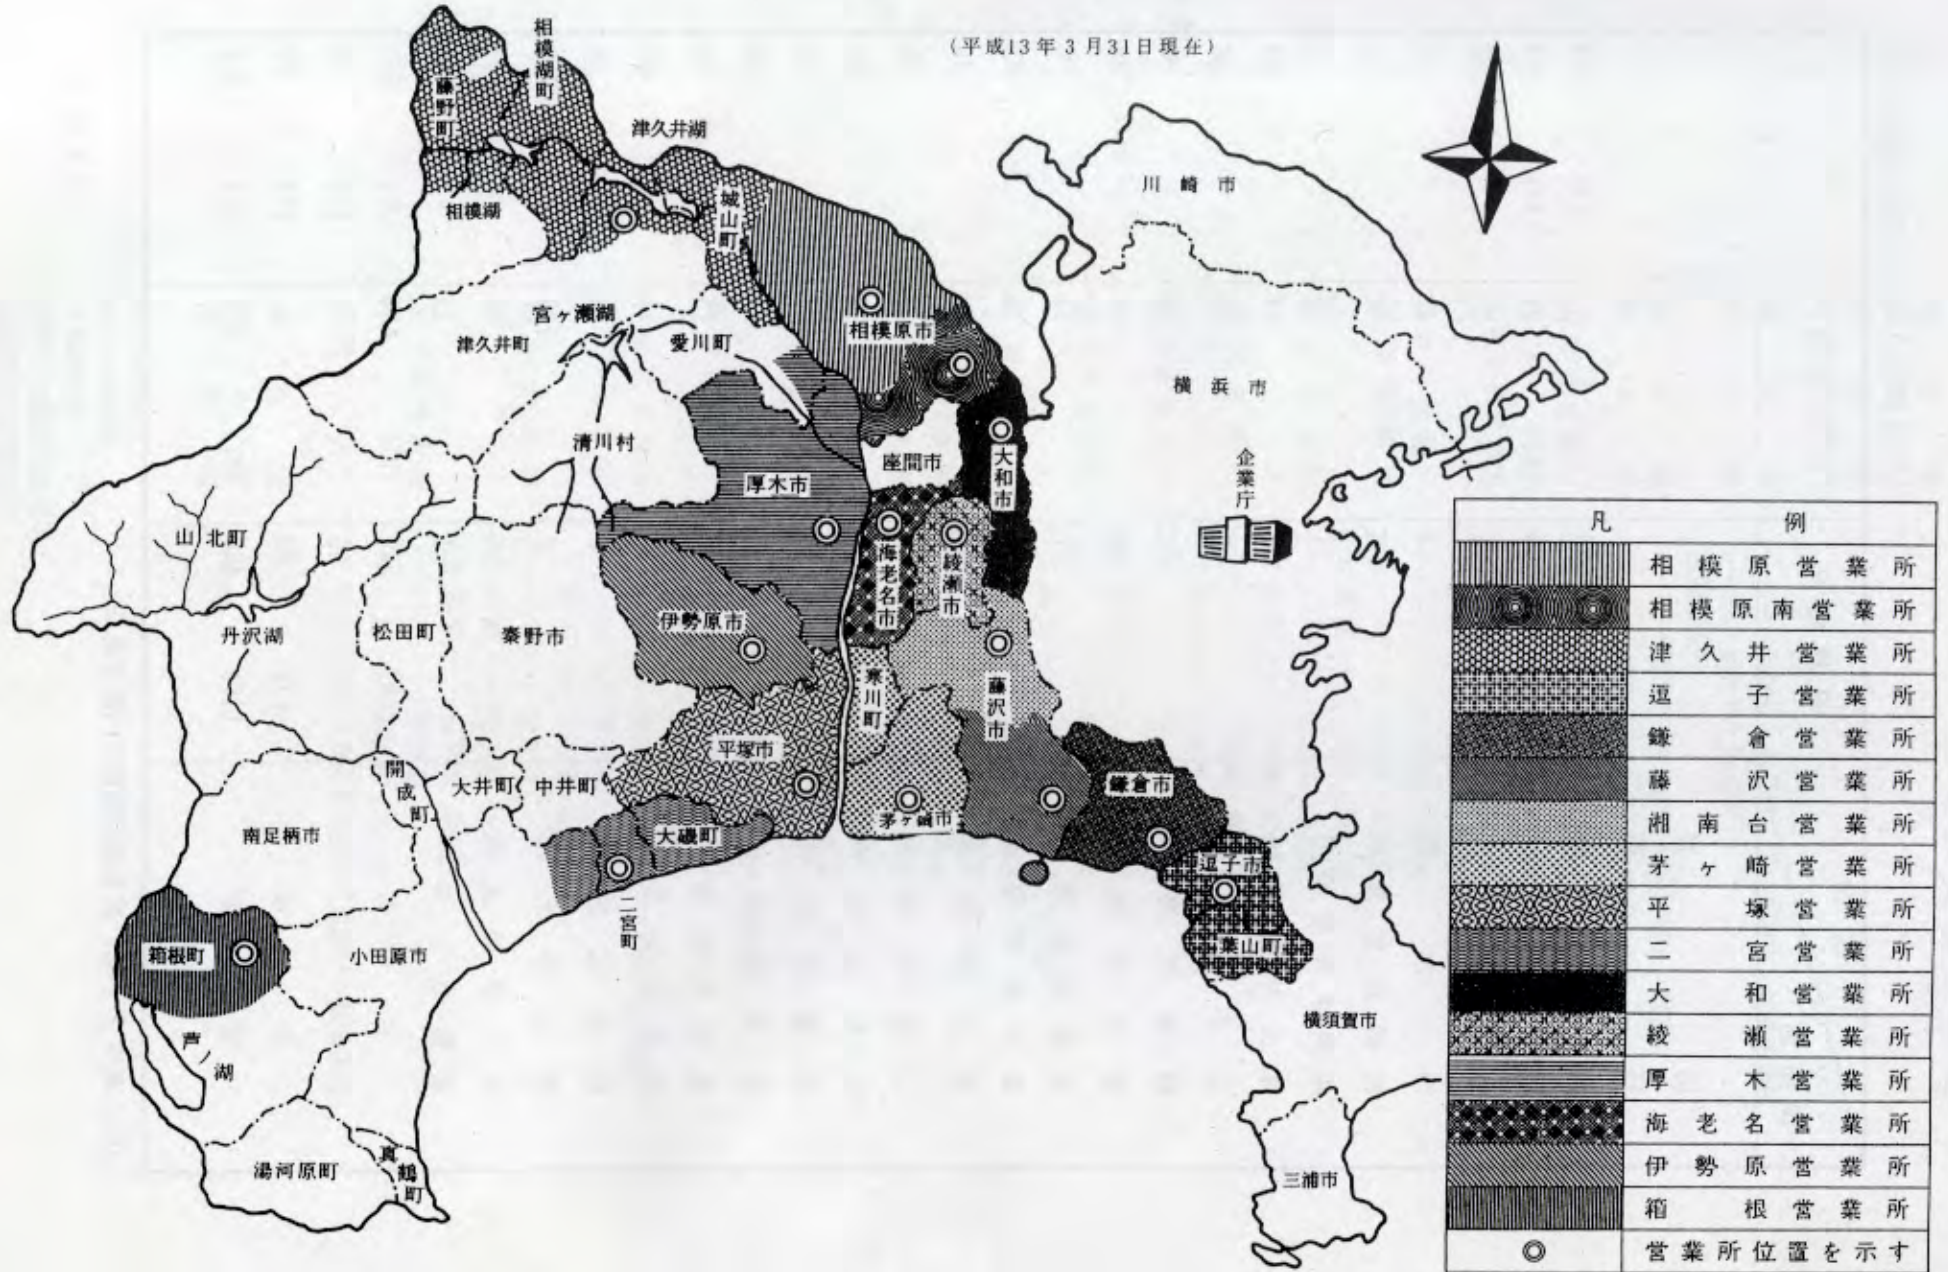 (平成13年3月31日現在)
相模湖町
藤野町
津久井湖
城山町
川崎市
相模湖
宮ヶ瀬湖
津久井町
愛川町
相模原市
横浜市
清川村
座間市
大和市
厚木市
企業庁
山北町
海老名市
綾瀬市
丹沢湖
松田町
秦野市
伊勢原市
寒川町
藤沢市
平塚市
開成町
大井町
中井町
鎌倉市
南足柄市
大磯町
茅ヶ崎市
逗子市
二宮町
箱根町
小田原市
葉山町
横須賀市
芦ノ湖
湯河原町
真鶴町
三浦市
凡例
相模原営業所
相模原南営業所
津久井営業所
逗子営業所
鎌倉営業所
藤沢営業所
湘南台営業所
茅ヶ崎営業所
平塚営業所
二宮営業所
大和営業所
綾瀬営業所
厚木営業所
海老名営業所
伊勢原営業所
箱根営業所
◎ 営業所位置を示す